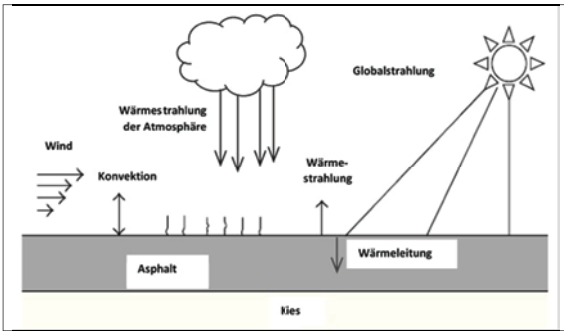 Globalstrahlung
Wärmestrahlung
der Atmosphäre
Wind
Konvektion
Wärme-
strahlung
Wärmeleitung
Asphalt
Kies